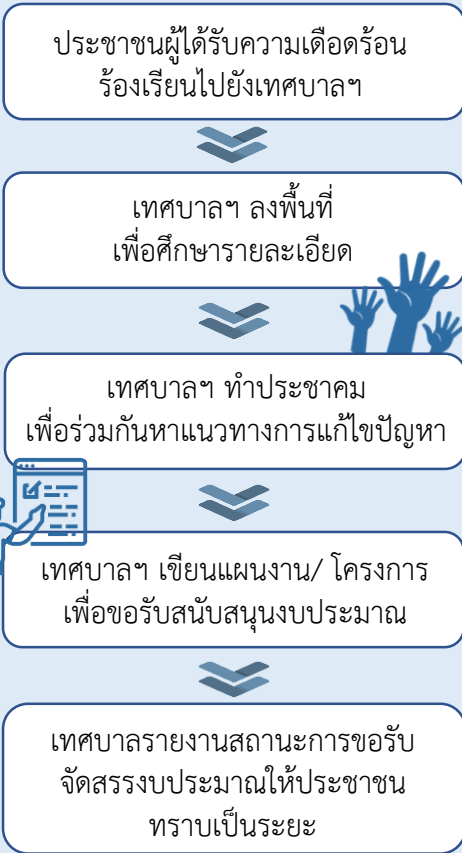 ประชาชนผู้ได้รับความเดือดร้อน
ร้องเรียนไปยังเทศบาลฯ
เทศบาลฯ ลงพื้นที่
เพื่อศึกษารายละเอียด
เทศบาลฯ ทำประชาคม
เพื่อร่วมกันหาแนวทางการแก้ไขปัญหา
เทศบาลฯ เขียนแผนงาน/ โครงการ
เพื่อขอรับสนับสนุนงบประมาณ
เทศบาลรายงานสถานะการขอรับ
จัดสรรงบประมาณให้ประชาชน
ทราบเป็นระยะ